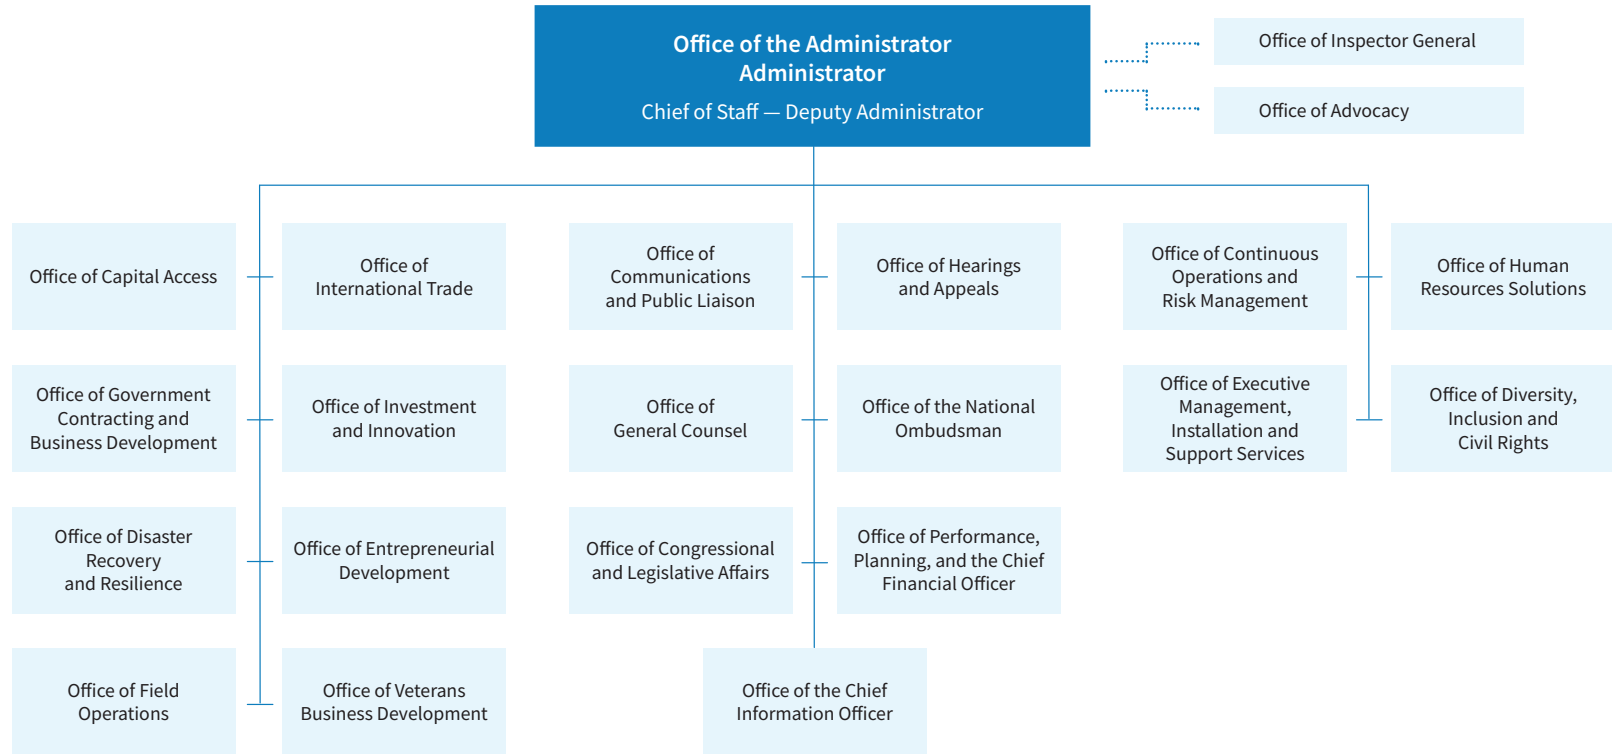 Office of the Administrator
Administrator
Chief of Staff — Deputy Administrator
Office of Inspector General
Office of Advocacy
Office of Capital Access
Office of
International Trade
Office of
Communications
and Public Liaison
Office of Hearings
and Appeals
Office of Continuous
Operations and
Risk Management
Office of Human
Resources Solutions
Office of Government
Contracting and
Business Development
Office of Investment
and Innovation
Office of
General Counsel
Office of the National
Ombudsman
Office of Executive
Management,
Installation and
Support Services
Office of Diversity,
Inclusion and
Civil Rights
Office of Disaster
Recovery
and Resilience
Office of Entrepreneurial
Development
Office of Congressional
and Legislative Affairs
Office of Performance,
Planning, and the Chief
Financial Officer
Office of Field
Operations
Office of Veterans
Business Development
Office of the Chief
Information Officer